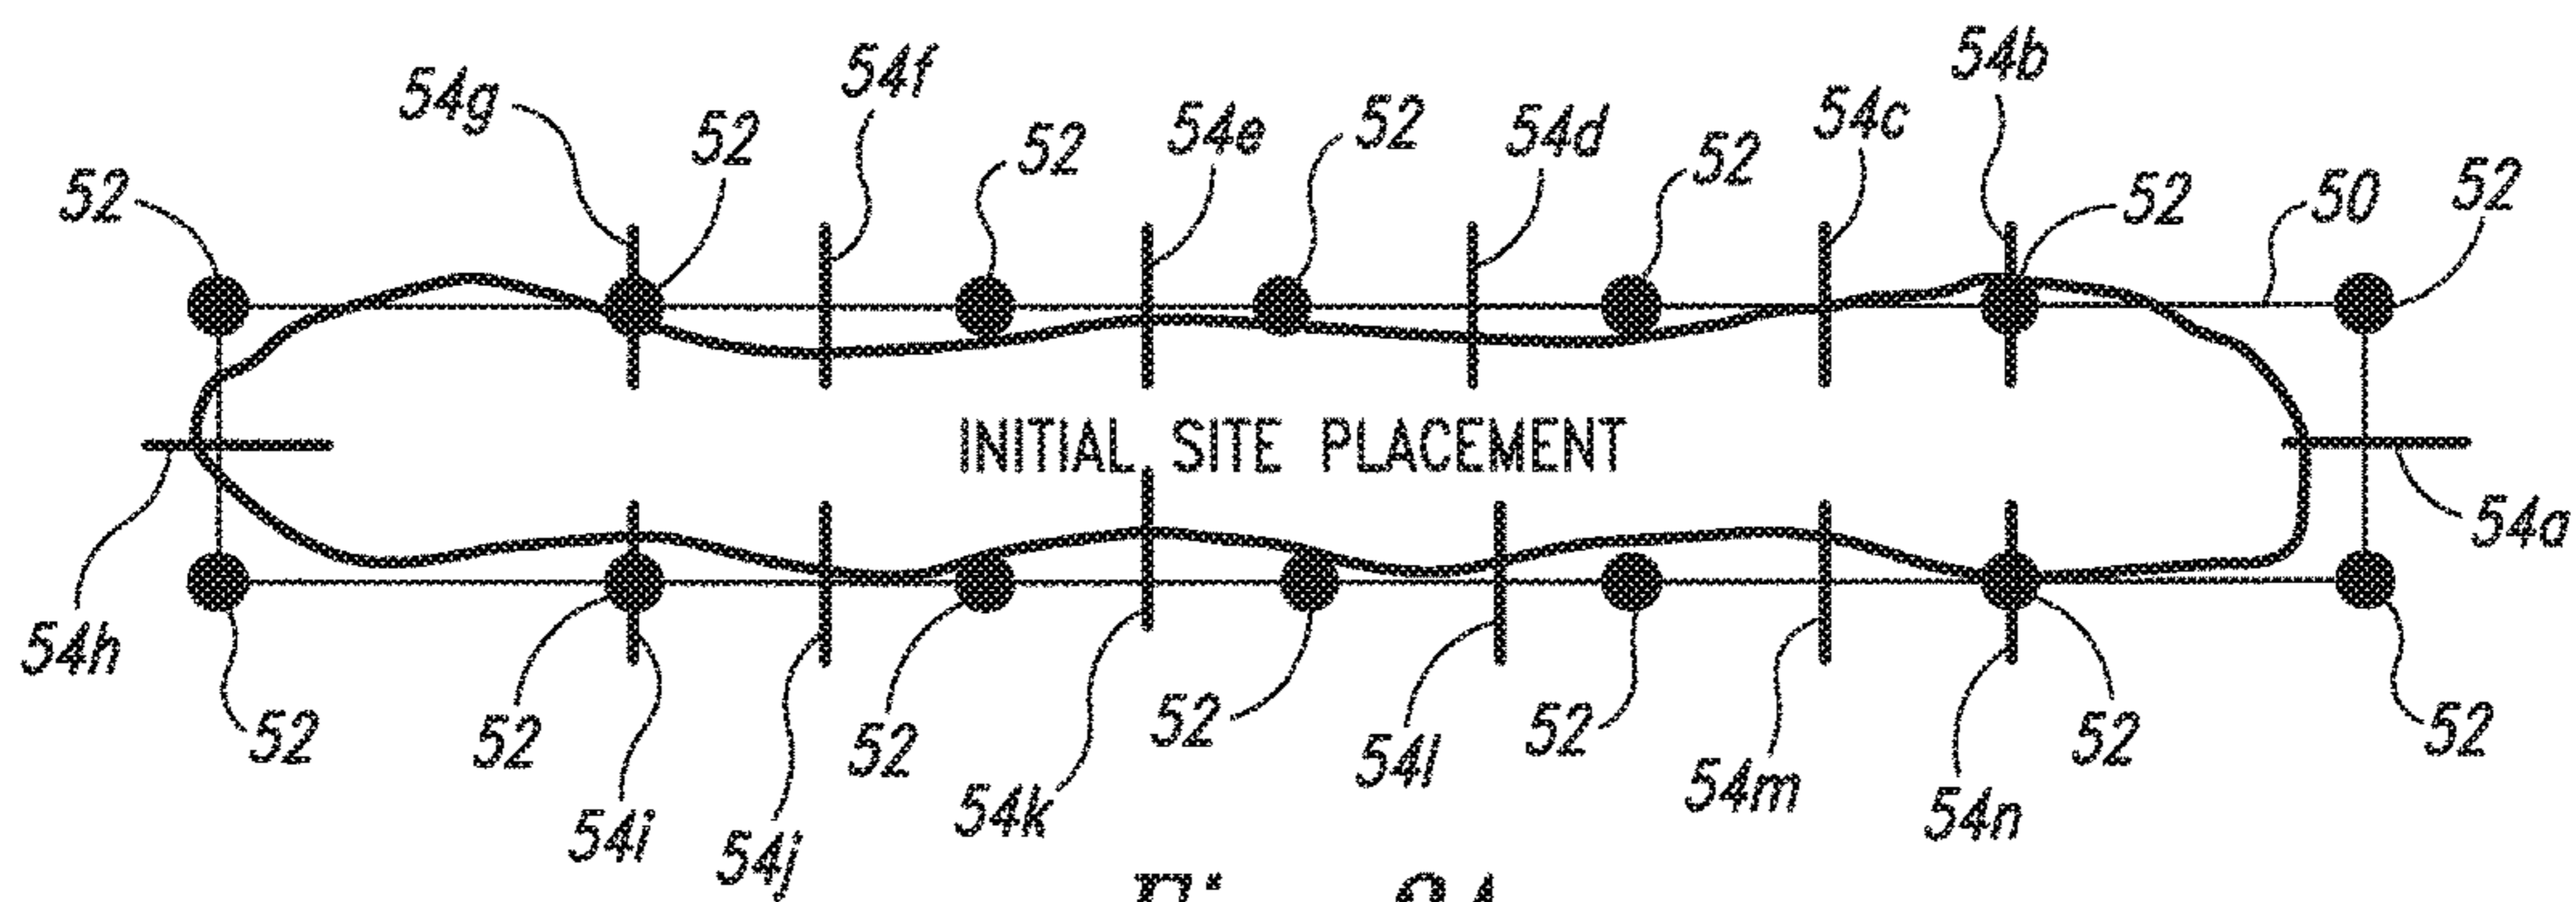 54g 54f 52 52 54e 52 54d 52 54c 54b
52 52 50 52
INITIAL SITE PLACEMENT
54a
54h
52 52 54i 54j 52 54k 52 54l 52 54m 54n 52 52